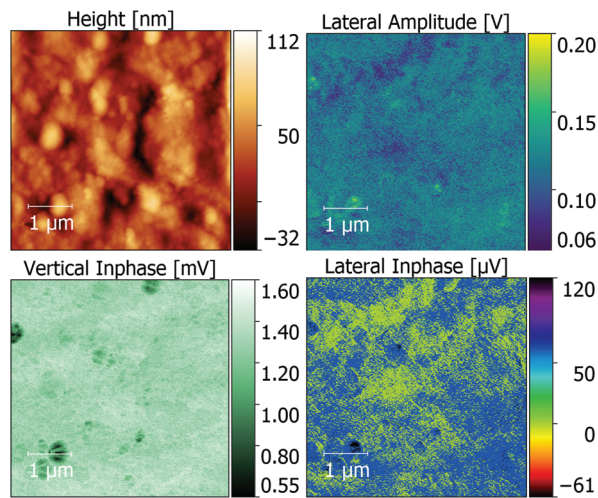 Height [nm]
112
50
−32
1 µm
Lateral Amplitude [V]
0.20
0.15
0.10
0.06
1 µm
Vertical Inphase [mV]
1.60
1.40
1.20
1.00
0.80
0.55
1 µm
Lateral Inphase [µV]
120
50
0
−61
1 µm